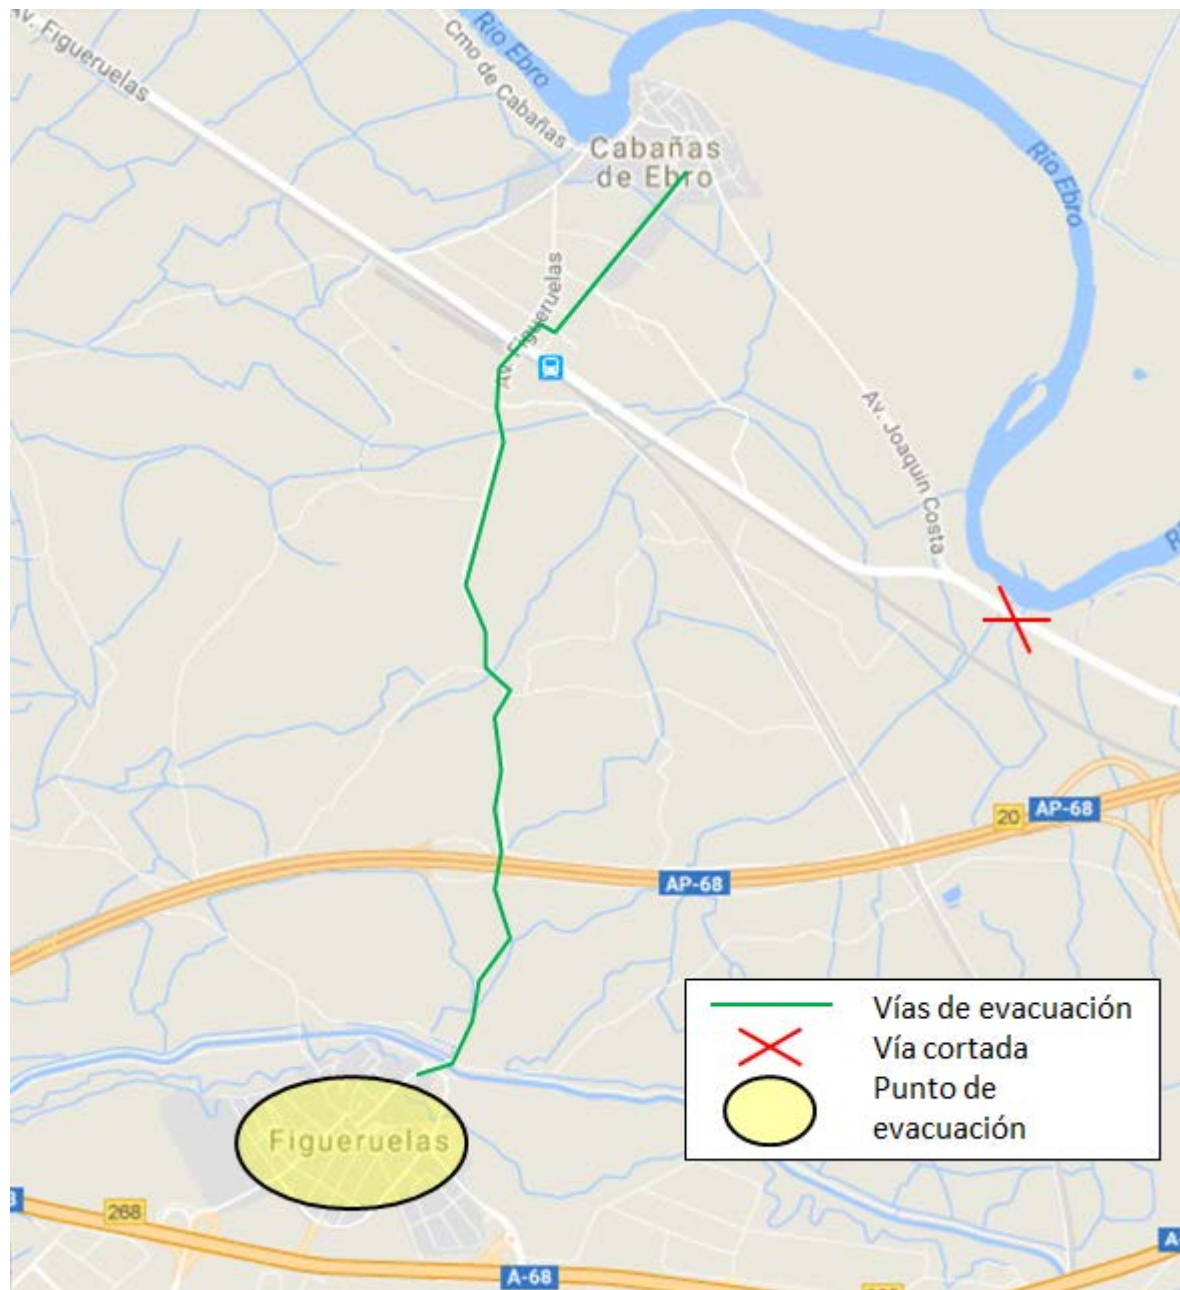 Av. Figueruelas
Río Ebro
Cmo de Cabañas
Cabañas
de Ebro
Río Ebro
Av. Figueruelas
Av. Joaquín Costa
20
AP-68
AP-68
Vías de evacuación
Vía cortada
Punto de
evacuación
Figueruelas
268
A-68